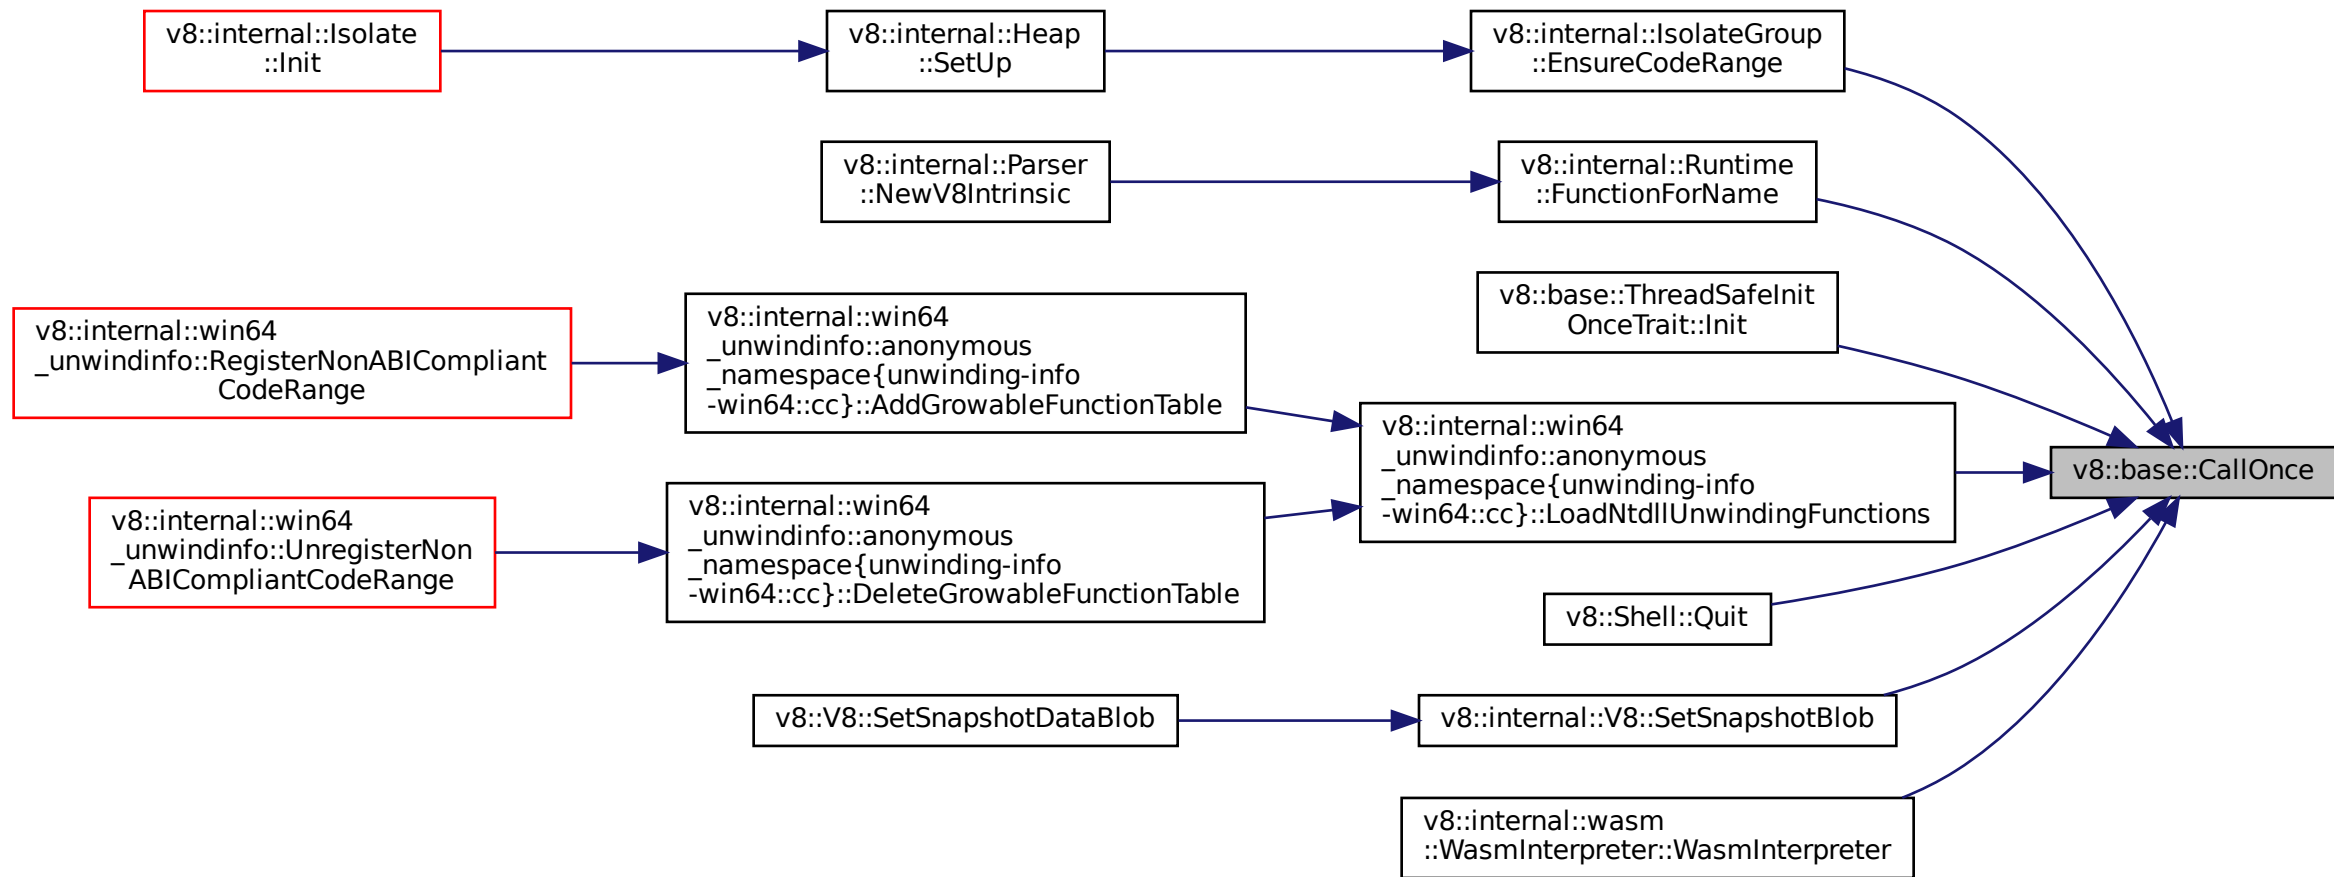 v8::internal::Isolate
::Init
v8::internal::Heap
::SetUp
v8::internal::IsolateGroup
::EnsureCodeRange
v8::internal::Parser
::NewV8Intrinsic
v8::internal::Runtime
::FunctionForName
v8::base::ThreadSafeInit
OnceTrait::Init
v8::internal::win64
_unwindinfo::RegisterNonABICompliant
CodeRange
v8::internal::win64
_unwindinfo::anonymous
_namespace{unwinding-info
-win64::cc}::AddGrowableFunctionTable
v8::internal::win64
_unwindinfo::anonymous
_namespace{unwinding-info
-win64::cc}::LoadNtdllUnwindingFunctions
v8::base::CallOnce
v8::internal::win64
_unwindinfo::UnregisterNon
ABICompliantCodeRange
v8::internal::win64
_unwindinfo::anonymous
_namespace{unwinding-info
-win64::cc}::DeleteGrowableFunctionTable
v8::Shell::Quit
v8::V8::SetSnapshotDataBlob
v8::internal::V8::SetSnapshotBlob
v8::internal::wasm
::WasmInterpreter::WasmInterpreter